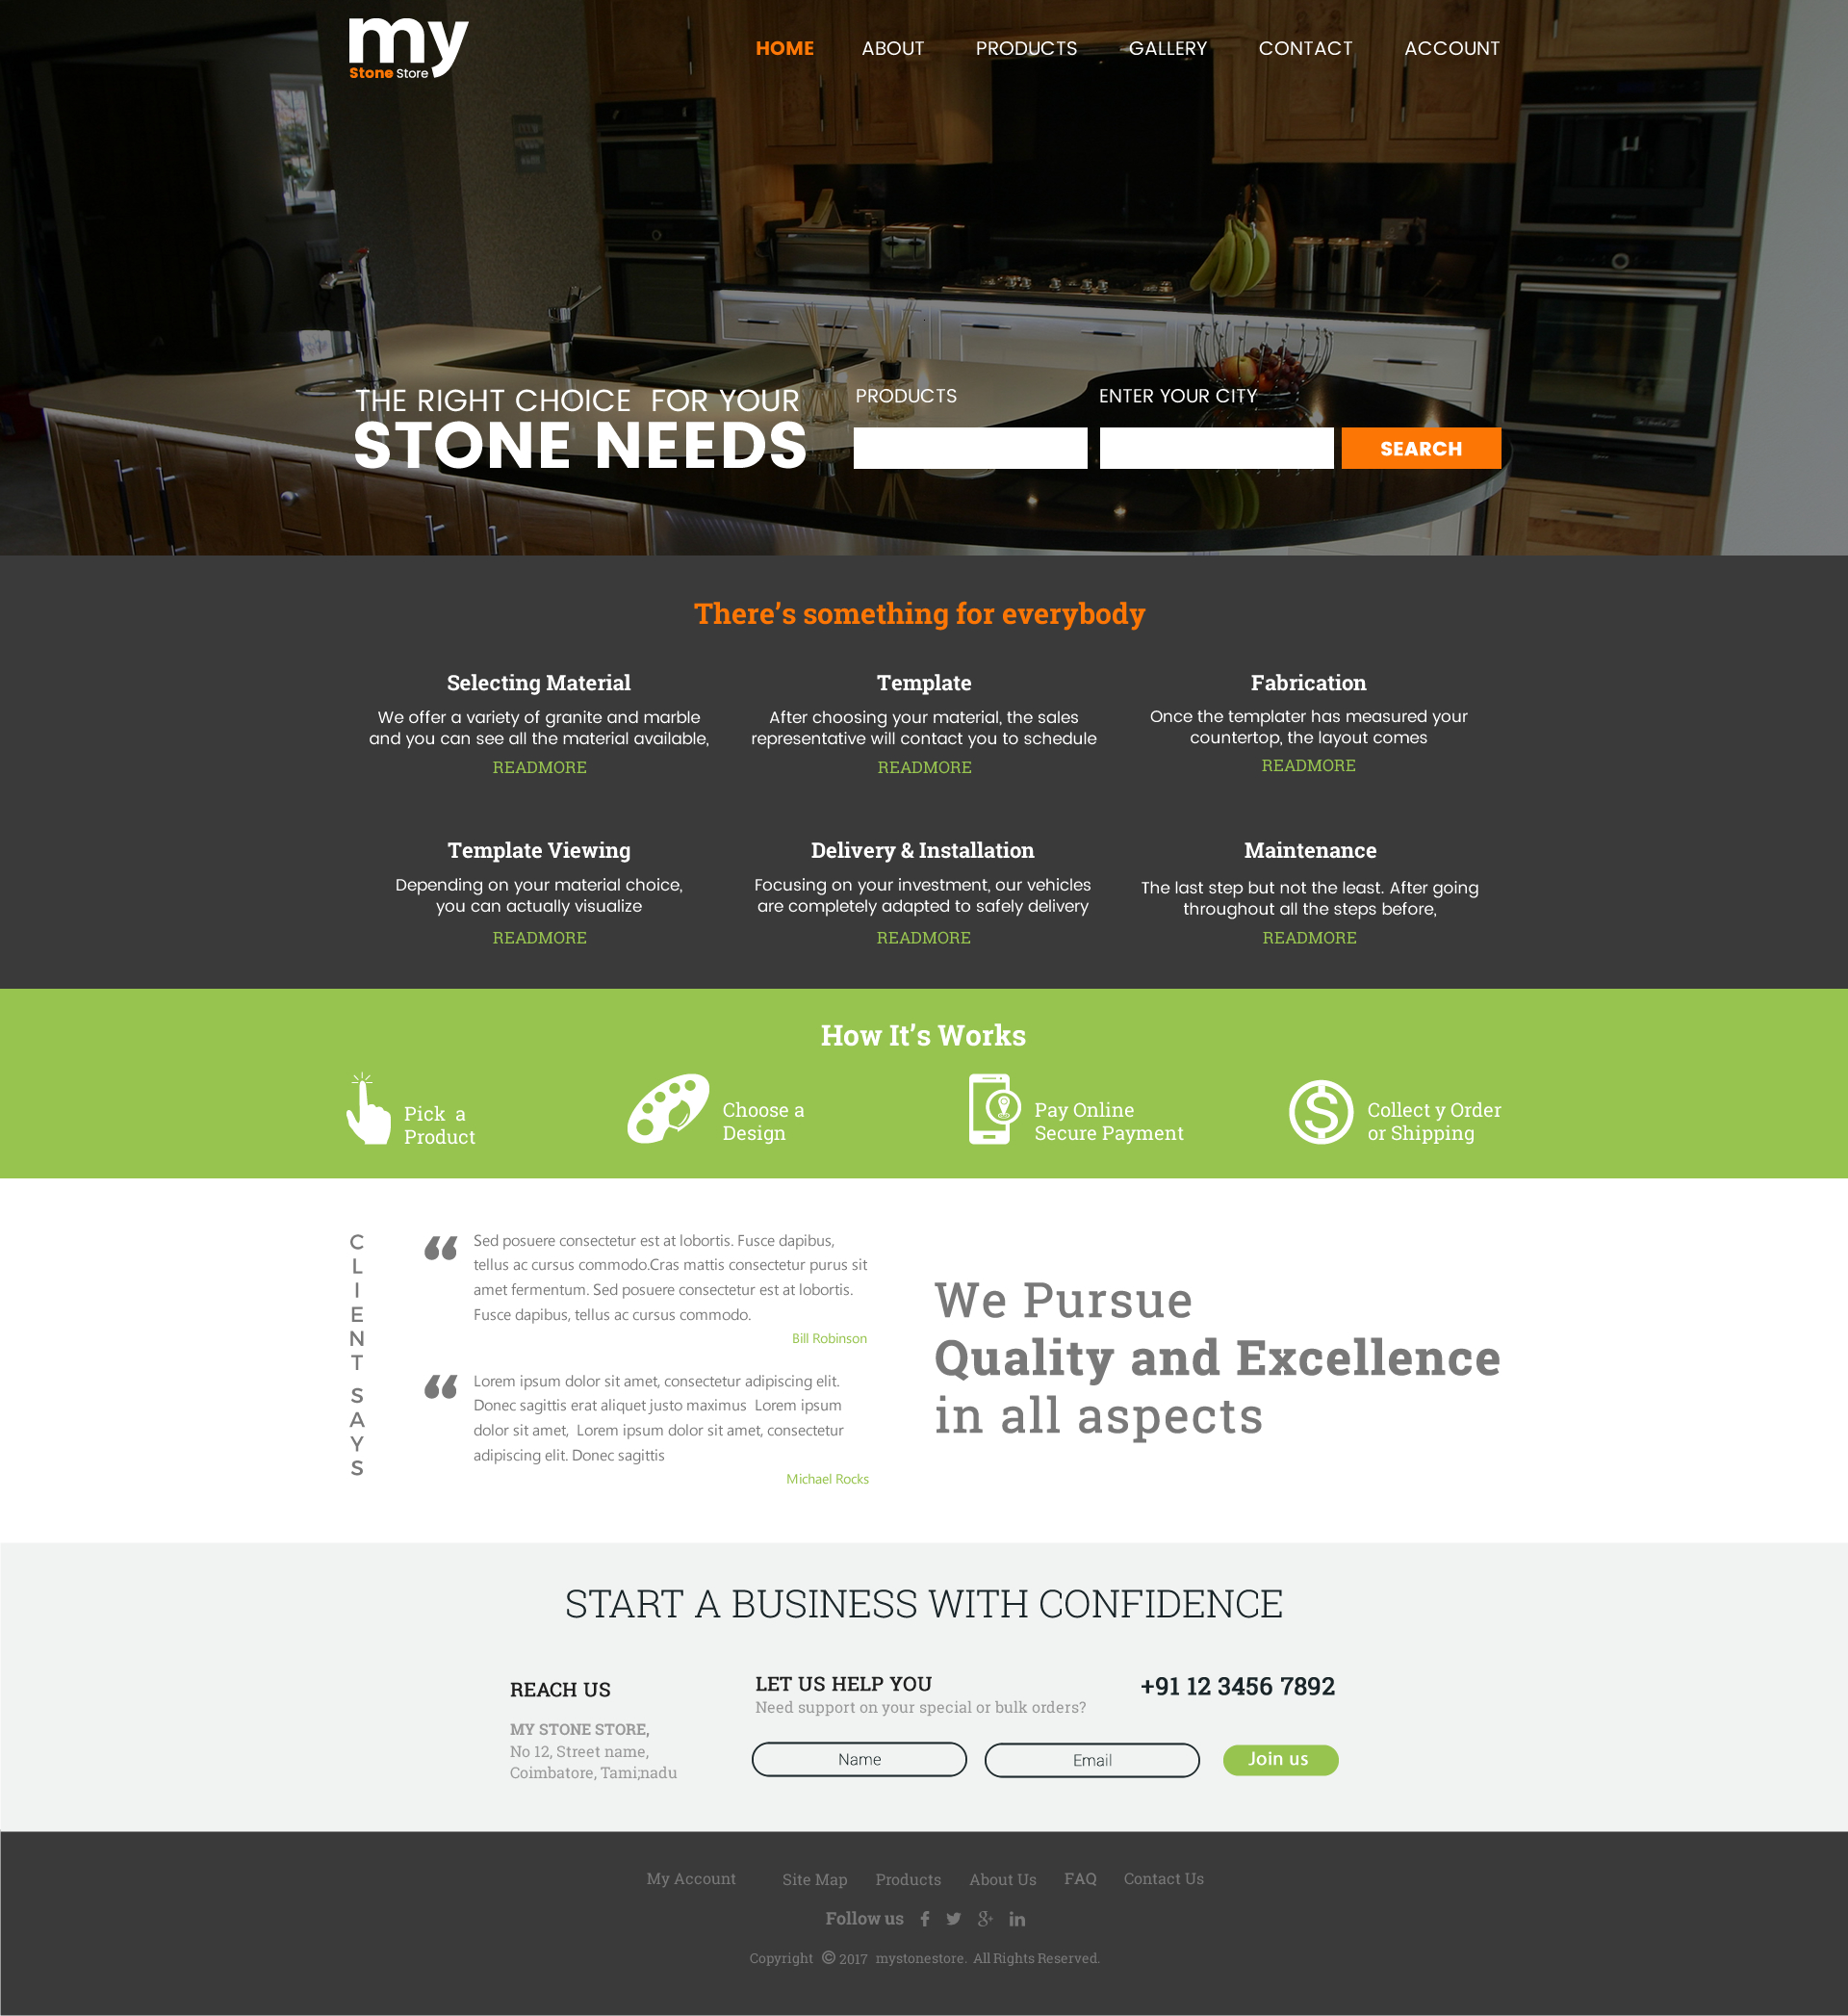 my
Stone Store
HOME ABOUT PRODUCTS GALLERY CONTACT ACCOUNT
THE RIGHT CHOICE FOR YOUR
STONE NEEDS
PRODUCTS ENTER YOUR CITY
SEARCH
There's something for everybody
Selecting Material
We offer a variety of granite and marble
and you can see all the material available,
READMORE
Template
After choosing your material, the sales
representative will contact you to schedule
READMORE
Fabrication
Once the templater has measured your
countertop, the layout comes
READMORE
Template Viewing
Depending on your material choice,
you can actually visualize
READMORE
Delivery & Installation
Focusing on your investment, our vehicles
are completely adapted to safely delivery
READMORE
Maintenance
The last step but not the least. After going
throughout all the steps before,
READMORE
How It's Works
Pick a
Product
Choose a
Design
Pay Online
Secure Payment
Collect y Order
or Shipping
CLIENT SAYS
Sed posuere consectetur est at lobortis. Fusce dapibus,
tellus ac cursus commodo.Cras mattis consectetur purus sit
amet fermentum. Sed posuere consectetur est at lobortis.
Fusce dapibus, tellus ac cursus commodo.
Bill Robinson
Lorem ipsum dolor sit amet, consectetur adipiscing elit.
Donec sagittis erat aliquet justo maximus Lorem ipsum
dolor sit amet, Lorem ipsum dolor sit amet, consectetur
adipiscing elit. Donec sagittis
Michael Rocks
We Pursue
Quality and Excellence
in all aspects
START A BUSINESS WITH CONFIDENCE
REACH US
MY STONE STORE,
No 12, Street name,
Coimbatore, Tami;nadu
LET US HELP YOU
Need support on your special or bulk orders?
+91 12 3456 7892
Name Email Join us
My Account Site Map Products About Us FAQ Contact Us
Follow us
Copyright © 2017 mystonestore. All Rights Reserved.